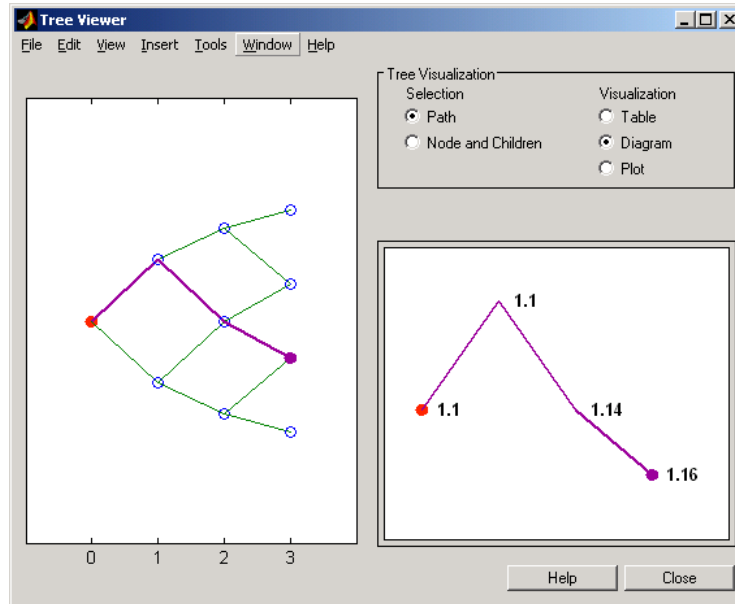 Tree Viewer
File Edit View Insert Tools Window Help
Tree Visualization
Selection Visualization
Path Table
Node and Children Diagram
Plot
1.1
1.1 1.14
1.16
0 1 2 3
Help Close